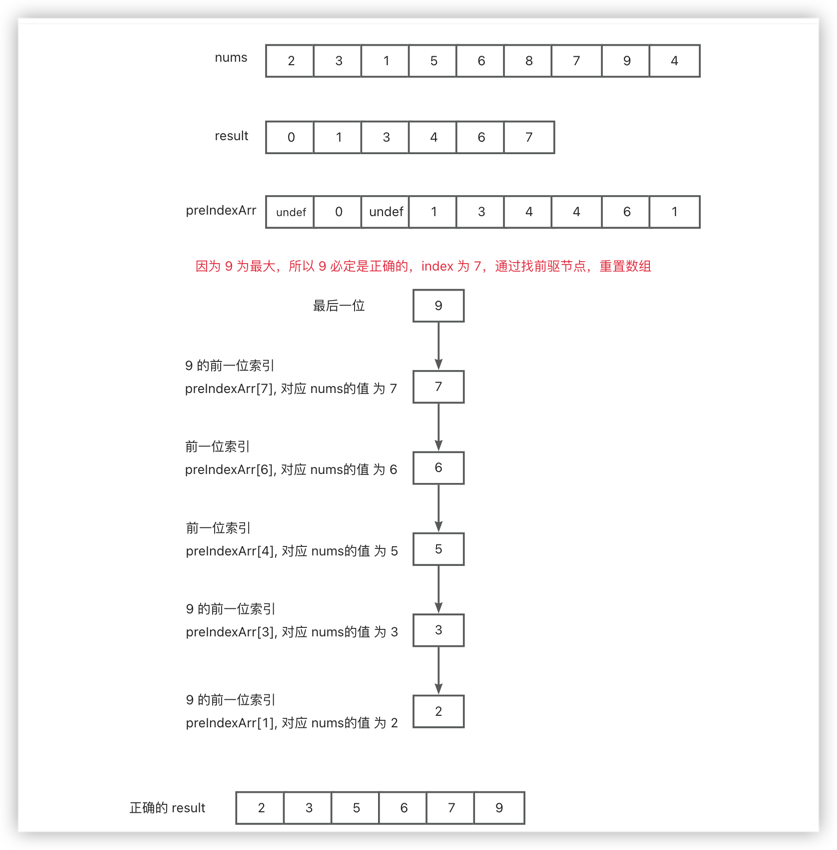 nums 2 3 1 5 6 8 7 9 4
result 0 1 3 4 6 7
preIndexArr undef 0 undef 1 3 4 4 6 1
因为 9 为最大，所以 9 必定是正确的，index 为 7，通过找前驱节点，重置数组
最后一位 9
9 的前一位索引
preIndexArr[7], 对应 nums的值 为 7 7
前一位索引
preIndexArr[6], 对应 nums的值 为 6 6
前一位索引
preIndexArr[4], 对应 nums的值 为 5 5
9 的前一位索引
preIndexArr[3], 对应 nums的值 为 3 3
9 的前一位索引
preIndexArr[1], 对应 nums的值 为 2 2
正确的 result 2 3 5 6 7 9